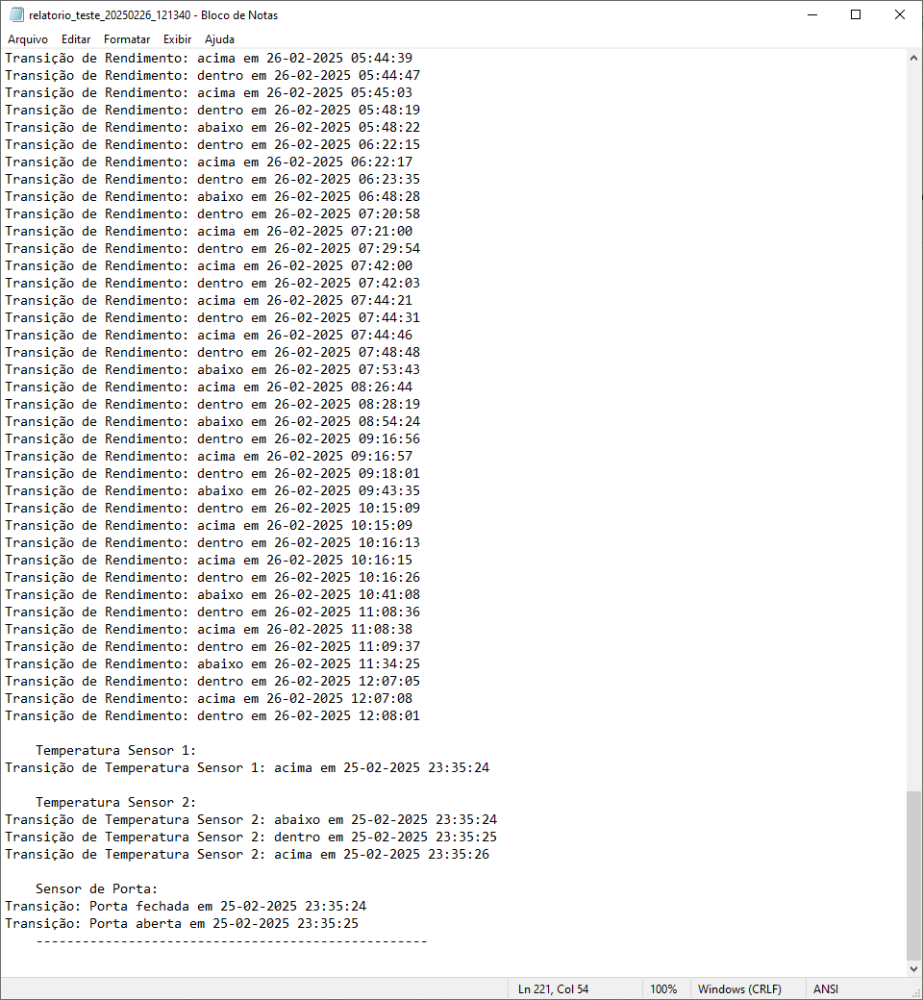 relatorio_teste_20250226_121340 - Bloco de Notas
Arquivo Editar Formatar Exibir Ajuda
Transição de Rendimento: acima em 26-02-2025 05:44:39
Transição de Rendimento: dentro em 26-02-2025 05:44:47
Transição de Rendimento: acima em 26-02-2025 05:45:03
Transição de Rendimento: dentro em 26-02-2025 05:48:19
Transição de Rendimento: abaixo em 26-02-2025 05:48:22
Transição de Rendimento: dentro em 26-02-2025 06:22:15
Transição de Rendimento: acima em 26-02-2025 06:22:17
Transição de Rendimento: dentro em 26-02-2025 06:23:35
Transição de Rendimento: abaixo em 26-02-2025 06:48:28
Transição de Rendimento: dentro em 26-02-2025 07:20:58
Transição de Rendimento: acima em 26-02-2025 07:21:00
Transição de Rendimento: dentro em 26-02-2025 07:29:54
Transição de Rendimento: acima em 26-02-2025 07:42:00
Transição de Rendimento: dentro em 26-02-2025 07:42:03
Transição de Rendimento: acima em 26-02-2025 07:44:21
Transição de Rendimento: dentro em 26-02-2025 07:44:31
Transição de Rendimento: acima em 26-02-2025 07:44:46
Transição de Rendimento: dentro em 26-02-2025 07:48:48
Transição de Rendimento: abaixo em 26-02-2025 07:53:43
Transição de Rendimento: acima em 26-02-2025 08:26:44
Transição de Rendimento: dentro em 26-02-2025 08:28:19
Transição de Rendimento: abaixo em 26-02-2025 08:54:24
Transição de Rendimento: dentro em 26-02-2025 09:16:56
Transição de Rendimento: acima em 26-02-2025 09:16:57
Transição de Rendimento: dentro em 26-02-2025 09:18:01
Transição de Rendimento: abaixo em 26-02-2025 09:43:35
Transição de Rendimento: dentro em 26-02-2025 10:15:09
Transição de Rendimento: acima em 26-02-2025 10:15:09
Transição de Rendimento: dentro em 26-02-2025 10:16:13
Transição de Rendimento: acima em 26-02-2025 10:16:15
Transição de Rendimento: dentro em 26-02-2025 10:16:26
Transição de Rendimento: abaixo em 26-02-2025 10:41:08
Transição de Rendimento: dentro em 26-02-2025 11:08:36
Transição de Rendimento: acima em 26-02-2025 11:08:38
Transição de Rendimento: dentro em 26-02-2025 11:09:37
Transição de Rendimento: abaixo em 26-02-2025 11:34:25
Transição de Rendimento: dentro em 26-02-2025 12:07:05
Transição de Rendimento: acima em 26-02-2025 12:07:08
Transição de Rendimento: dentro em 26-02-2025 12:08:01
Temperatura Sensor 1:
Transição de Temperatura Sensor 1: acima em 25-02-2025 23:35:24
Temperatura Sensor 2:
Transição de Temperatura Sensor 2: abaixo em 25-02-2025 23:35:24
Transição de Temperatura Sensor 2: dentro em 25-02-2025 23:35:25
Transição de Temperatura Sensor 2: acima em 25-02-2025 23:35:26
Sensor de Porta:
Transição: Porta fechada em 25-02-2025 23:35:24
Transição: Porta aberta em 25-02-2025 23:35:25
---------------------------------------------------
Ln 221, Col 54 100% Windows (CRLF) ANSI